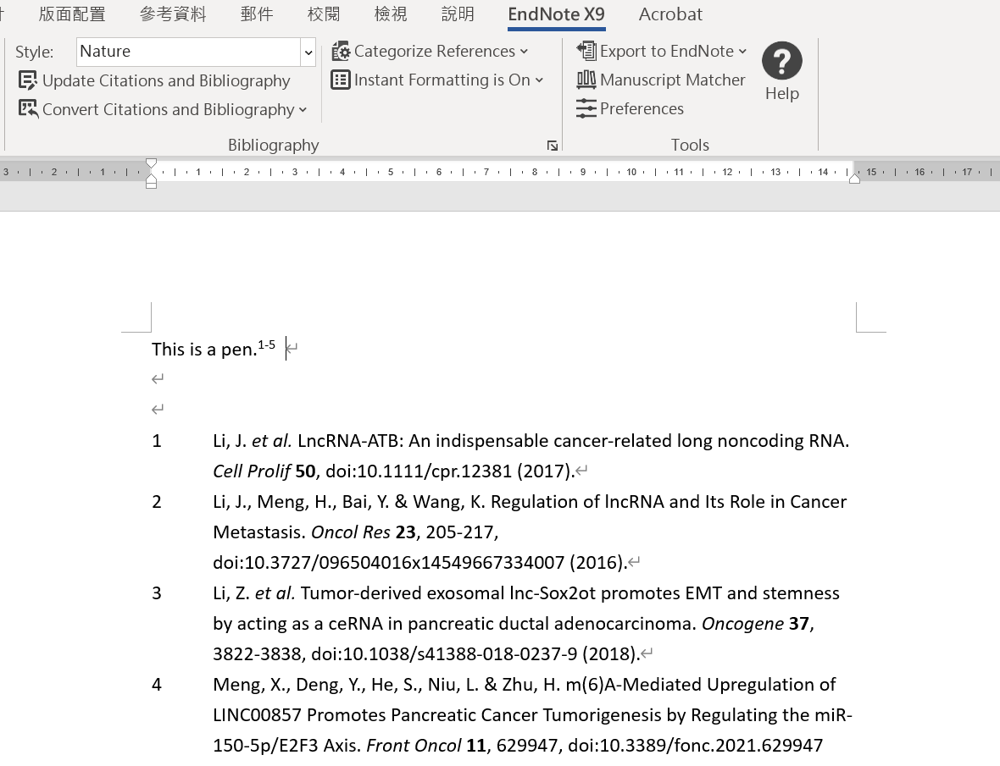 版面配置 參考資料 郵件 校閱 檢視 說明 EndNote X9 Acrobat
Style: Nature
Categorize References
Export to EndNote
Update Citations and Bibliography
Instant Formatting is On
Manuscript Matcher
Help
Convert Citations and Bibliography
Preferences
Bibliography
Tools
3 2 1 1 2 3 4 5 6 7 8 9 10 11 12 13 14 15 16 17
This is a pen.1-5
1 Li, J. et al. LncRNA-ATB: An indispensable cancer-related long noncoding RNA.
Cell Prolif 50, doi:10.1111/cpr.12381 (2017).
2 Li, J., Meng, H., Bai, Y. & Wang, K. Regulation of lncRNA and Its Role in Cancer
Metastasis. Oncol Res 23, 205-217,
doi:10.3727/096504016x14549667334007 (2016).
3 Li, Z. et al. Tumor-derived exosomal lnc-Sox2ot promotes EMT and stemness
by acting as a ceRNA in pancreatic ductal adenocarcinoma. Oncogene 37,
3822-3838, doi:10.1038/s41388-018-0237-9 (2018).
4 Meng, X., Deng, Y., He, S., Niu, L. & Zhu, H. m(6)A-Mediated Upregulation of
LINC00857 Promotes Pancreatic Cancer Tumorigenesis by Regulating the miR-
150-5p/E2F3 Axis. Front Oncol 11, 629947, doi:10.3389/fonc.2021.629947